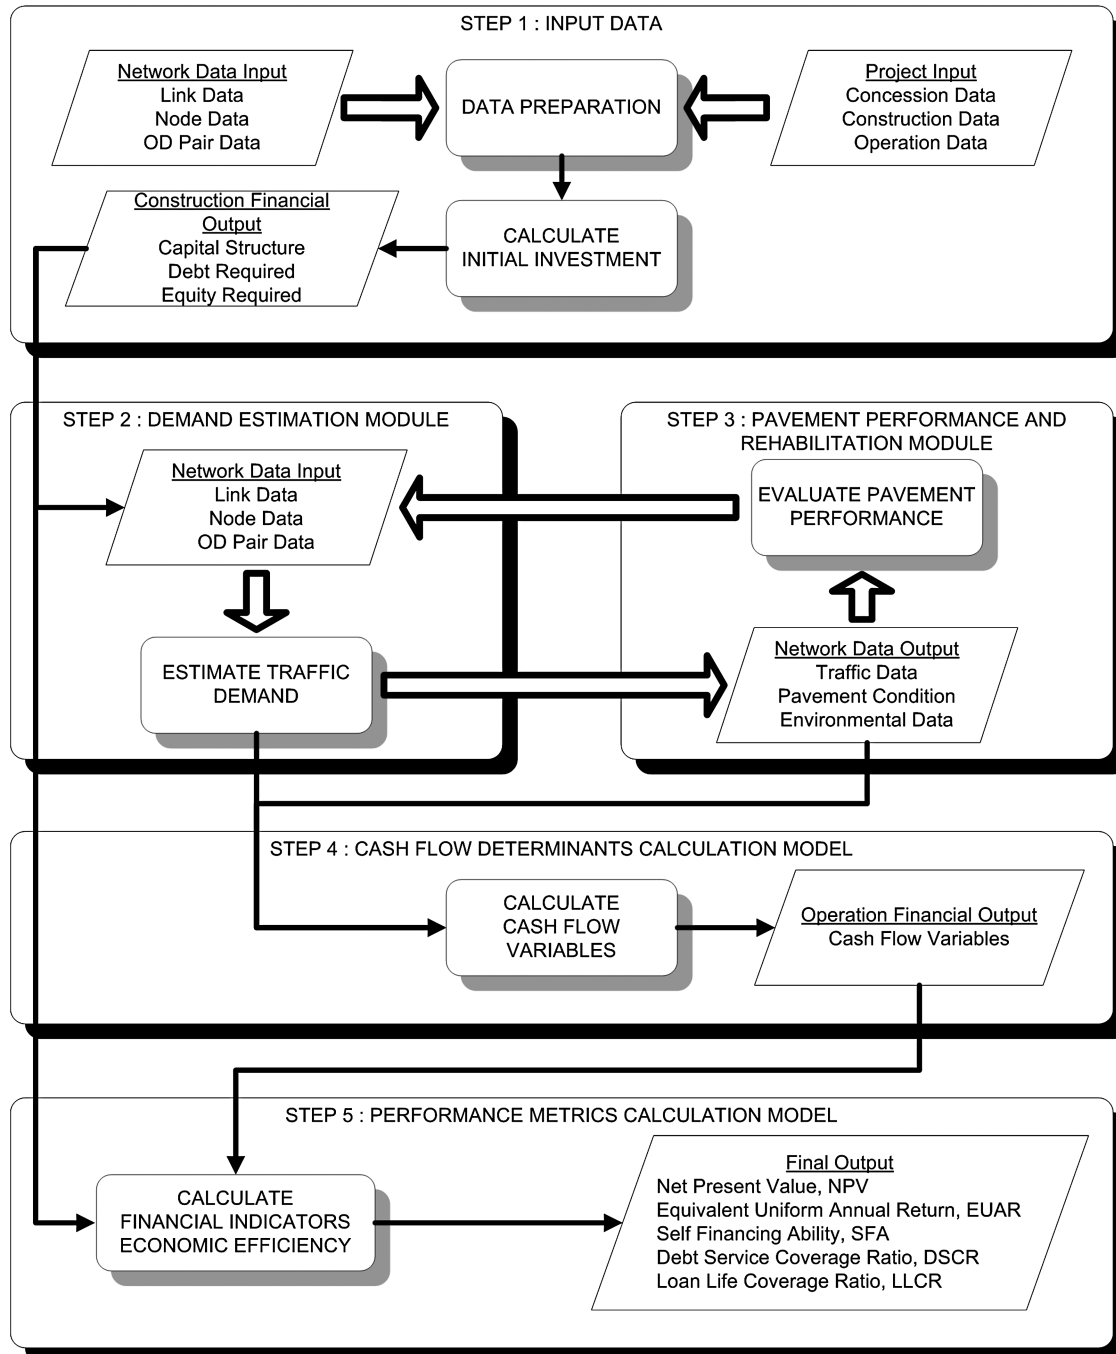 STEP 1 : INPUT DATA
Network Data Input
Link Data
Node Data
OD Pair Data
DATA PREPARATION
Project Input
Concession Data
Construction Data
Operation Data
Construction Financial
Output
Capital Structure
Debt Required
Equity Required
CALCULATE
INITIAL INVESTMENT
STEP 2 : DEMAND ESTIMATION MODULE
Network Data Input
Link Data
Node Data
OD Pair Data
ESTIMATE TRAFFIC
DEMAND
STEP 3 : PAVEMENT PERFORMANCE AND
REHABILITATION MODULE
EVALUATE PAVEMENT
PERFORMANCE
Network Data Output
Traffic Data
Pavement Condition
Environmental Data
STEP 4 : CASH FLOW DETERMINANTS CALCULATION MODEL
CALCULATE
CASH FLOW
VARIABLES
Operation Financial Output
Cash Flow Variables
STEP 5 : PERFORMANCE METRICS CALCULATION MODEL
CALCULATE
FINANCIAL INDICATORS
ECONOMIC EFFICIENCY
Final Output
Net Present Value, NPV
Equivalent Uniform Annual Return, EUAR
Self Financing Ability, SFA
Debt Service Coverage Ratio, DSCR
Loan Life Coverage Ratio, LLCR